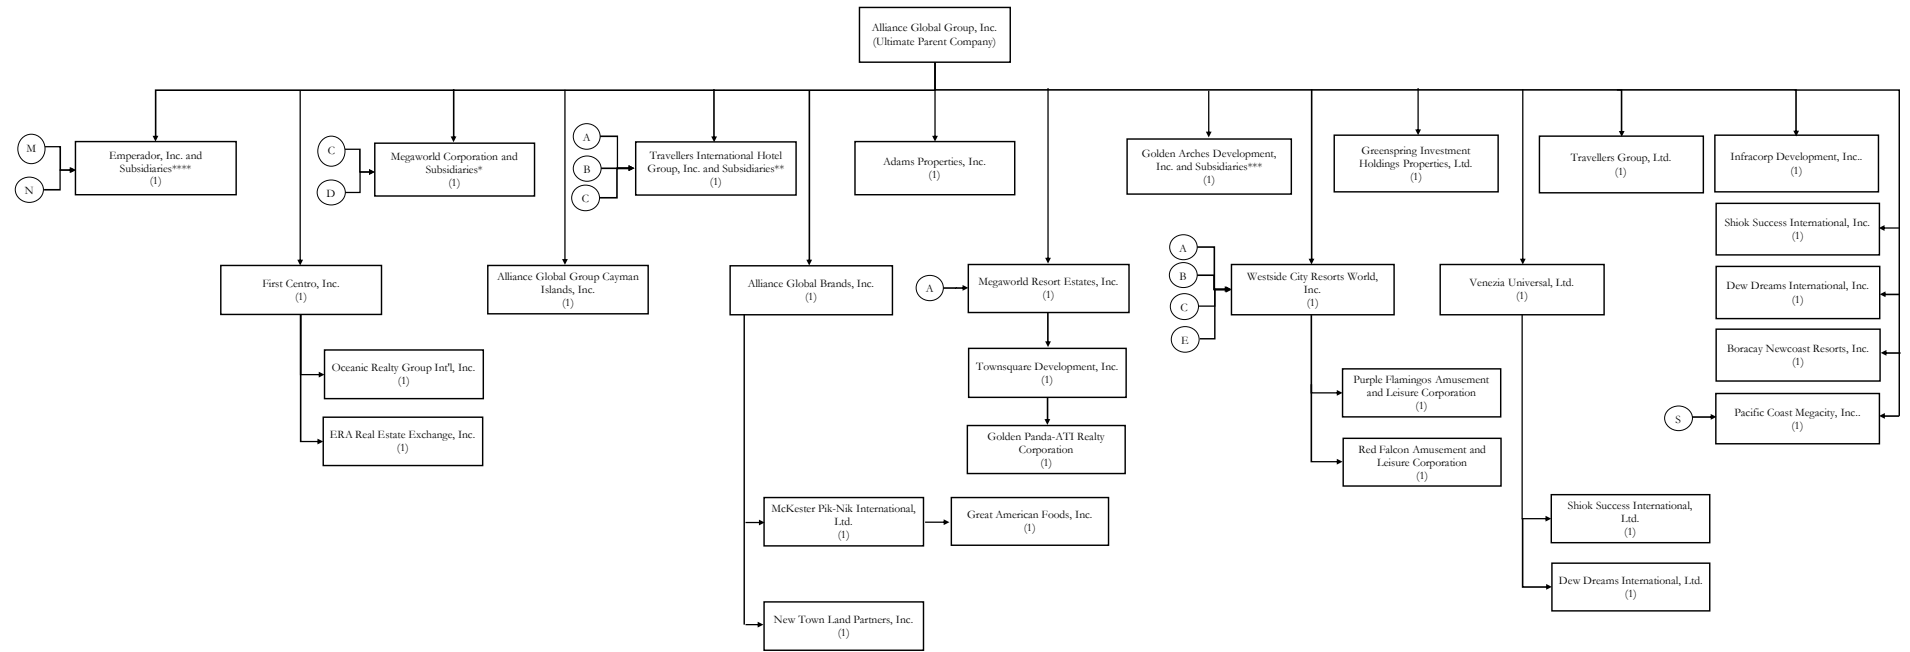 Alliance Global Group, Inc.
(Ultimate Parent Company)
M
N
Emperador, Inc. and
Subsidiaries****
(1)
C
D
Megaworld Corporation and
Subsidiaries*
(1)
A
B
C
Travellers International Hotel
Group, Inc. and Subsidiaries**
(1)
Adams Properties, Inc.
(1)
Golden Arches Development,
Inc. and Subsidiaries***
(1)
Greenspring Investment
Holdings Properties, Ltd.
(1)
Travellers Group, Ltd.
(1)
Infracorp Development, Inc..
(1)
Shiok Success International, Inc.
(1)
Dew Dreams International, Inc.
(1)
Boracay Newcoast Resorts, Inc.
(1)
S
Pacific Coast Megacity, Inc..
(1)
First Centro, Inc.
(1)
Alliance Global Group Cayman
Islands, Inc.
(1)
Alliance Global Brands, Inc.
(1)
A
Megaworld Resort Estates, Inc.
(1)
A
B
C
E
Westside City Resorts World,
Inc.
(1)
Venezia Universal, Ltd.
(1)
Oceanic Realty Group Int'l, Inc.
(1)
ERA Real Estate Exchange, Inc.
(1)
Townsquare Development, Inc.
(1)
Golden Panda-ATI Realty
Corporation
(1)
Purple Flamingos Amusement
and Leisure Corporation
(1)
Red Falcon Amusement and
Leisure Corporation
(1)
McKester Pik-Nik International,
Ltd.
(1)
Great American Foods, Inc.
(1)
New Town Land Partners, Inc.
(1)
Shiok Success International,
Ltd.
(1)
Dew Dreams International, Ltd.
(1)